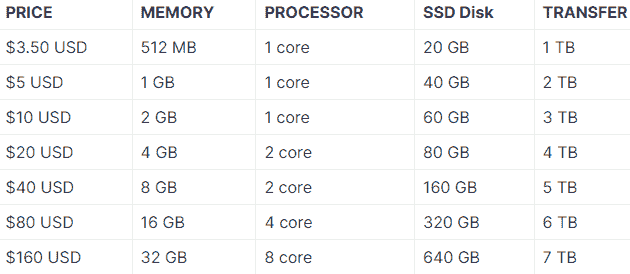 PRICE MEMORY PROCESSOR SSD Disk TRANSFER
$3.50 USD 512 MB 1 core 20 GB 1 TB
$5 USD 1 GB 1 core 40 GB 2 TB
$10 USD 2 GB 1 core 60 GB 3 TB
$20 USD 4 GB 2 core 80 GB 4 TB
$40 USD 8 GB 2 core 160 GB 5 TB
$80 USD 16 GB 4 core 320 GB 6 TB
$160 USD 32 GB 8 core 640 GB 7 TB